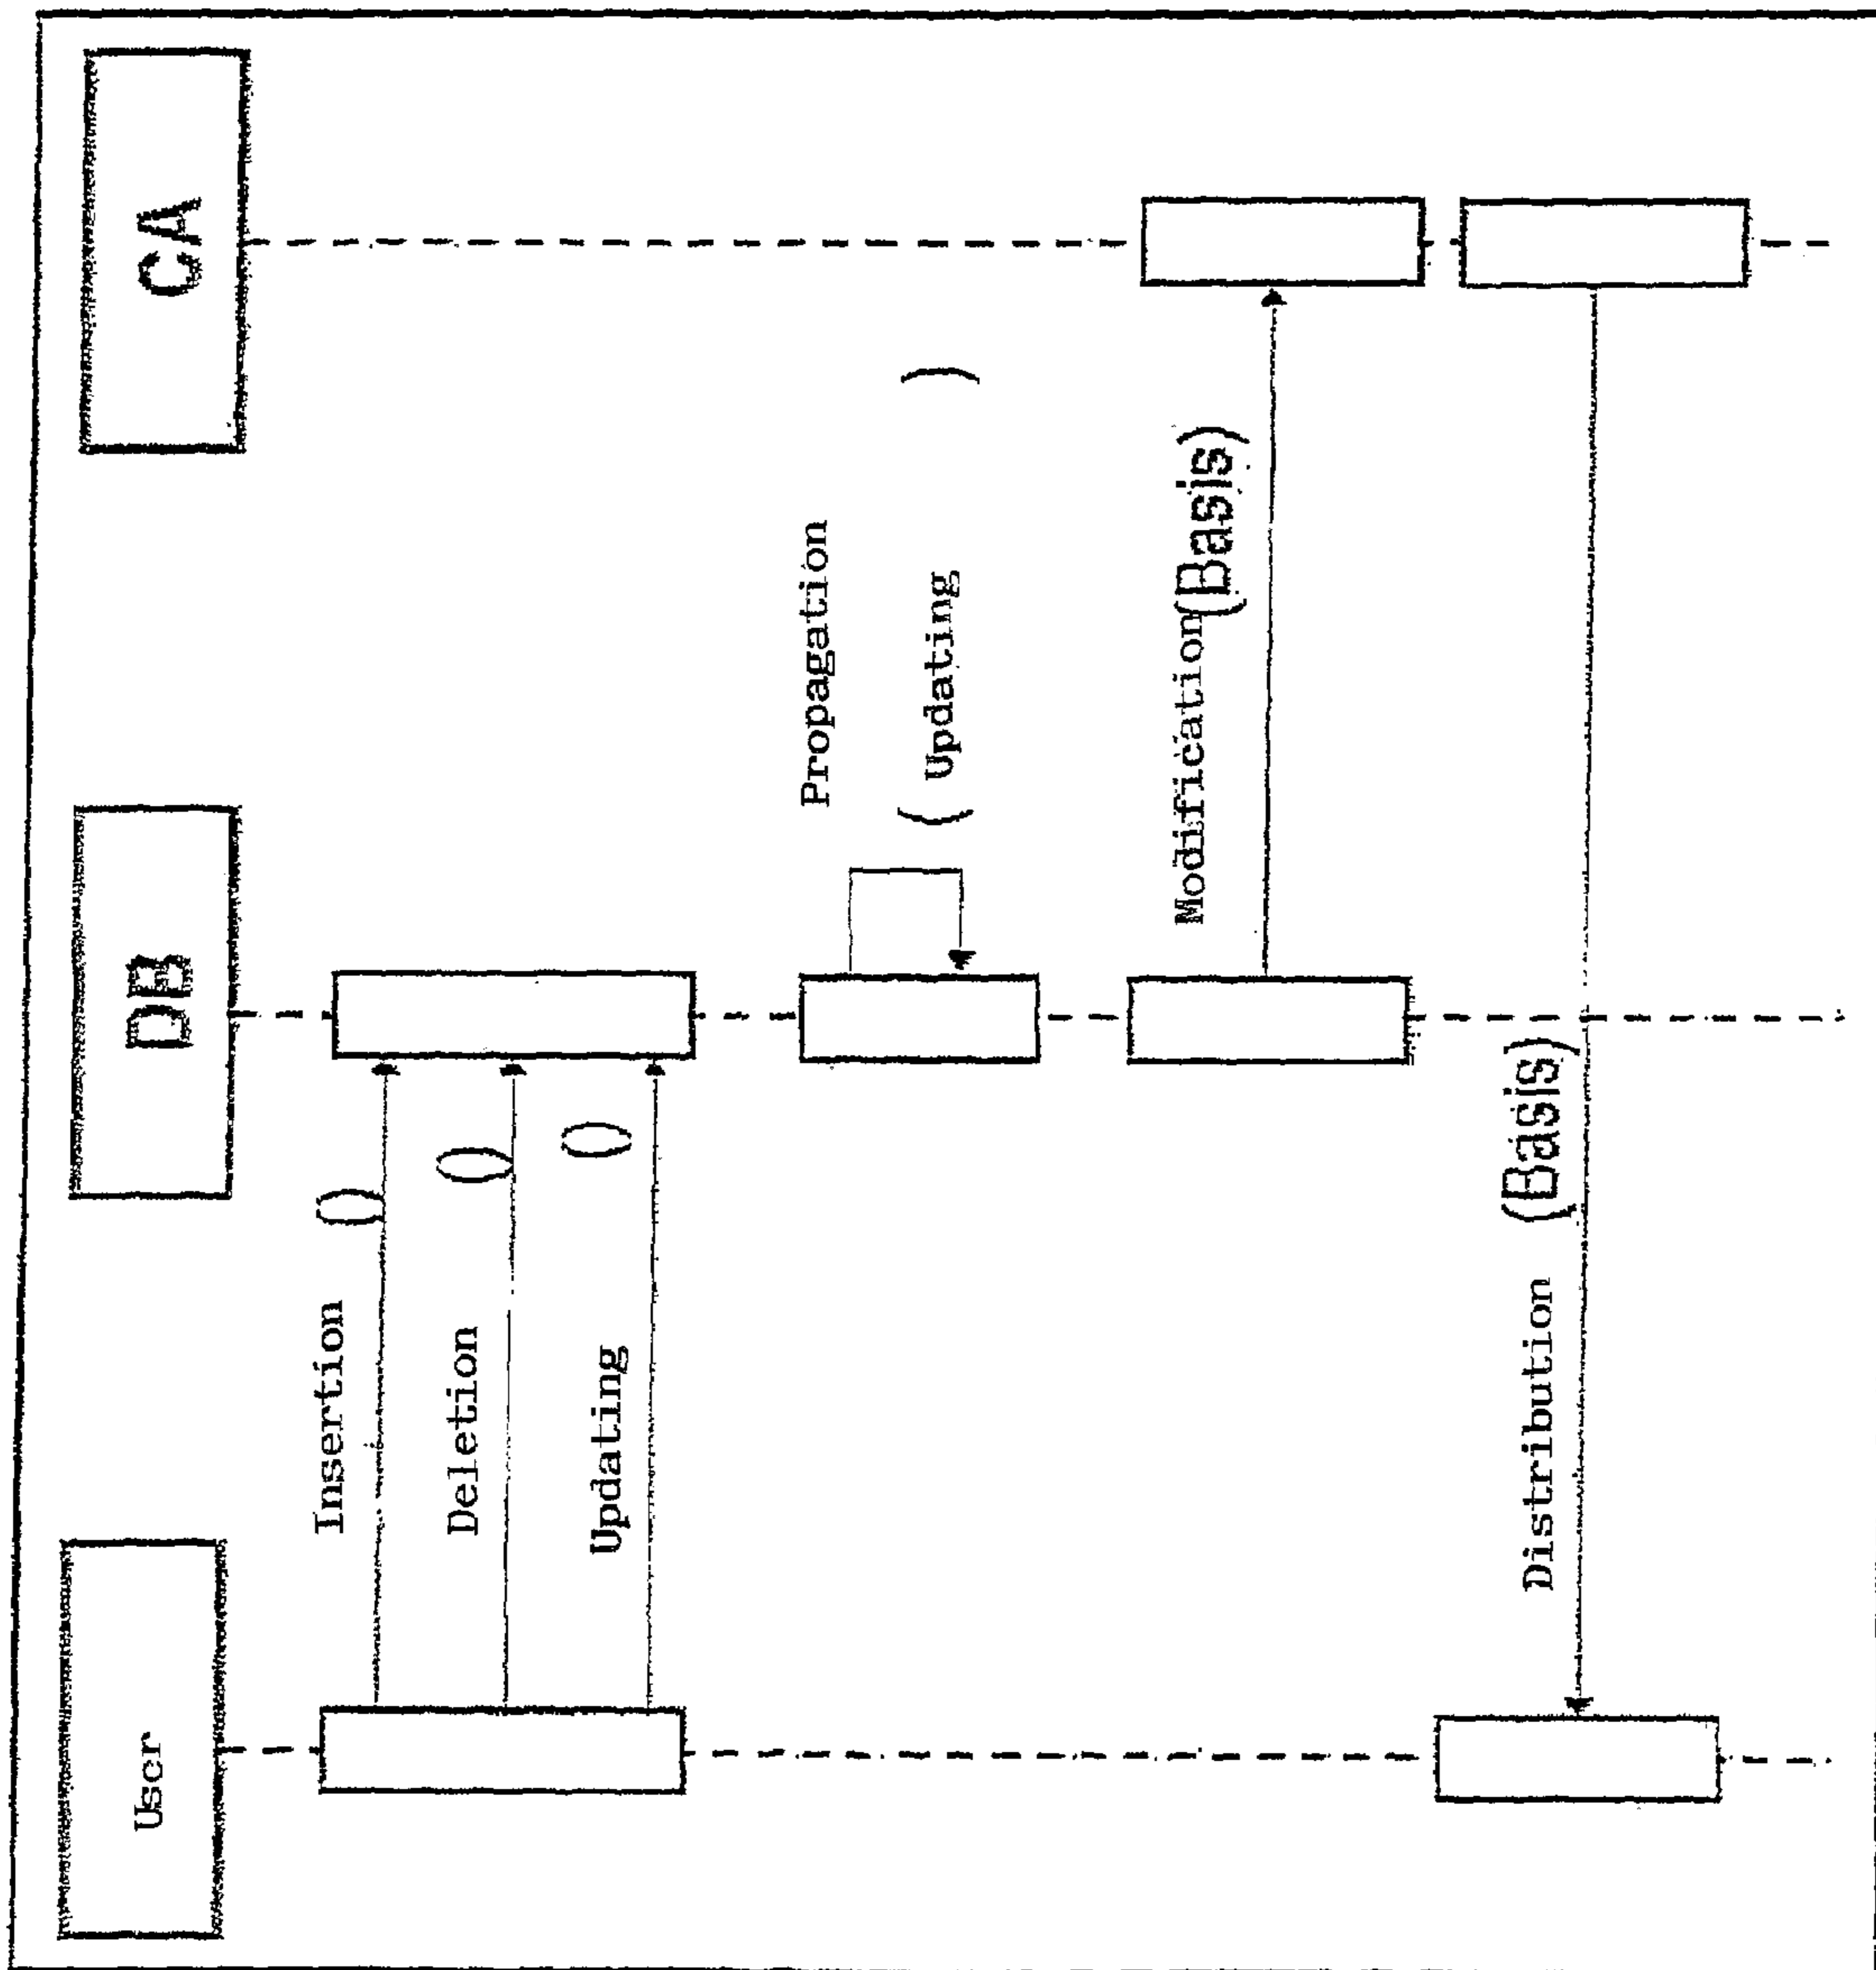 User
DB
CA
Insertion ()
Deletion ()
Updating ()
Propagation
( Updating )
Modification(Basis)
Distribution (Basis)